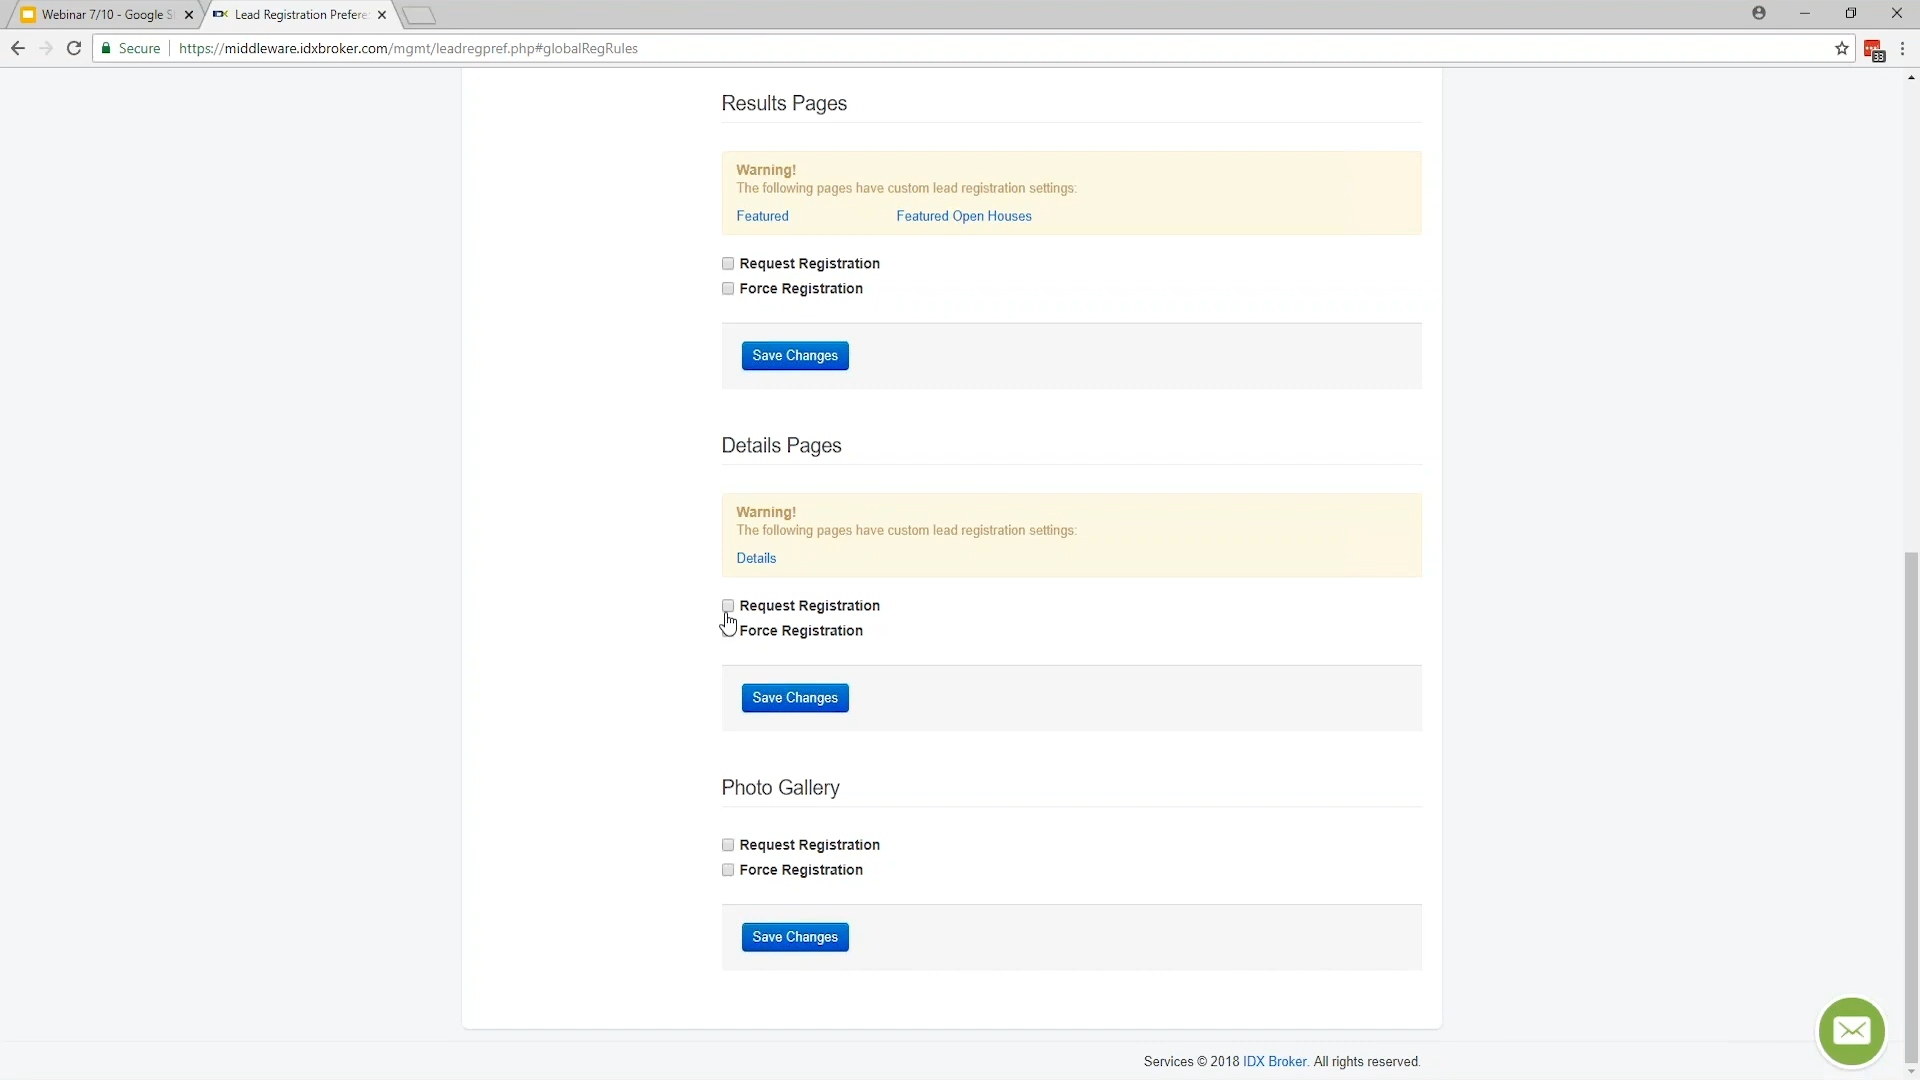 Webinar 7/10 - Google S
Lead Registration Prefere
Secure
https://middleware.idxbroker.com/mgmt/leadregpref.php#globalRegRules
33
Results Pages
Warning!
The following pages have custom lead registration settings:
Featured
Featured Open Houses
Request Registration
Force Registration
Save Changes
Details Pages
Warning!
The following pages have custom lead registration settings:
Details
Request Registration
Force Registration
Save Changes
Photo Gallery
Request Registration
Force Registration
Save Changes
Services © 2018 IDX Broker. All rights reserved.